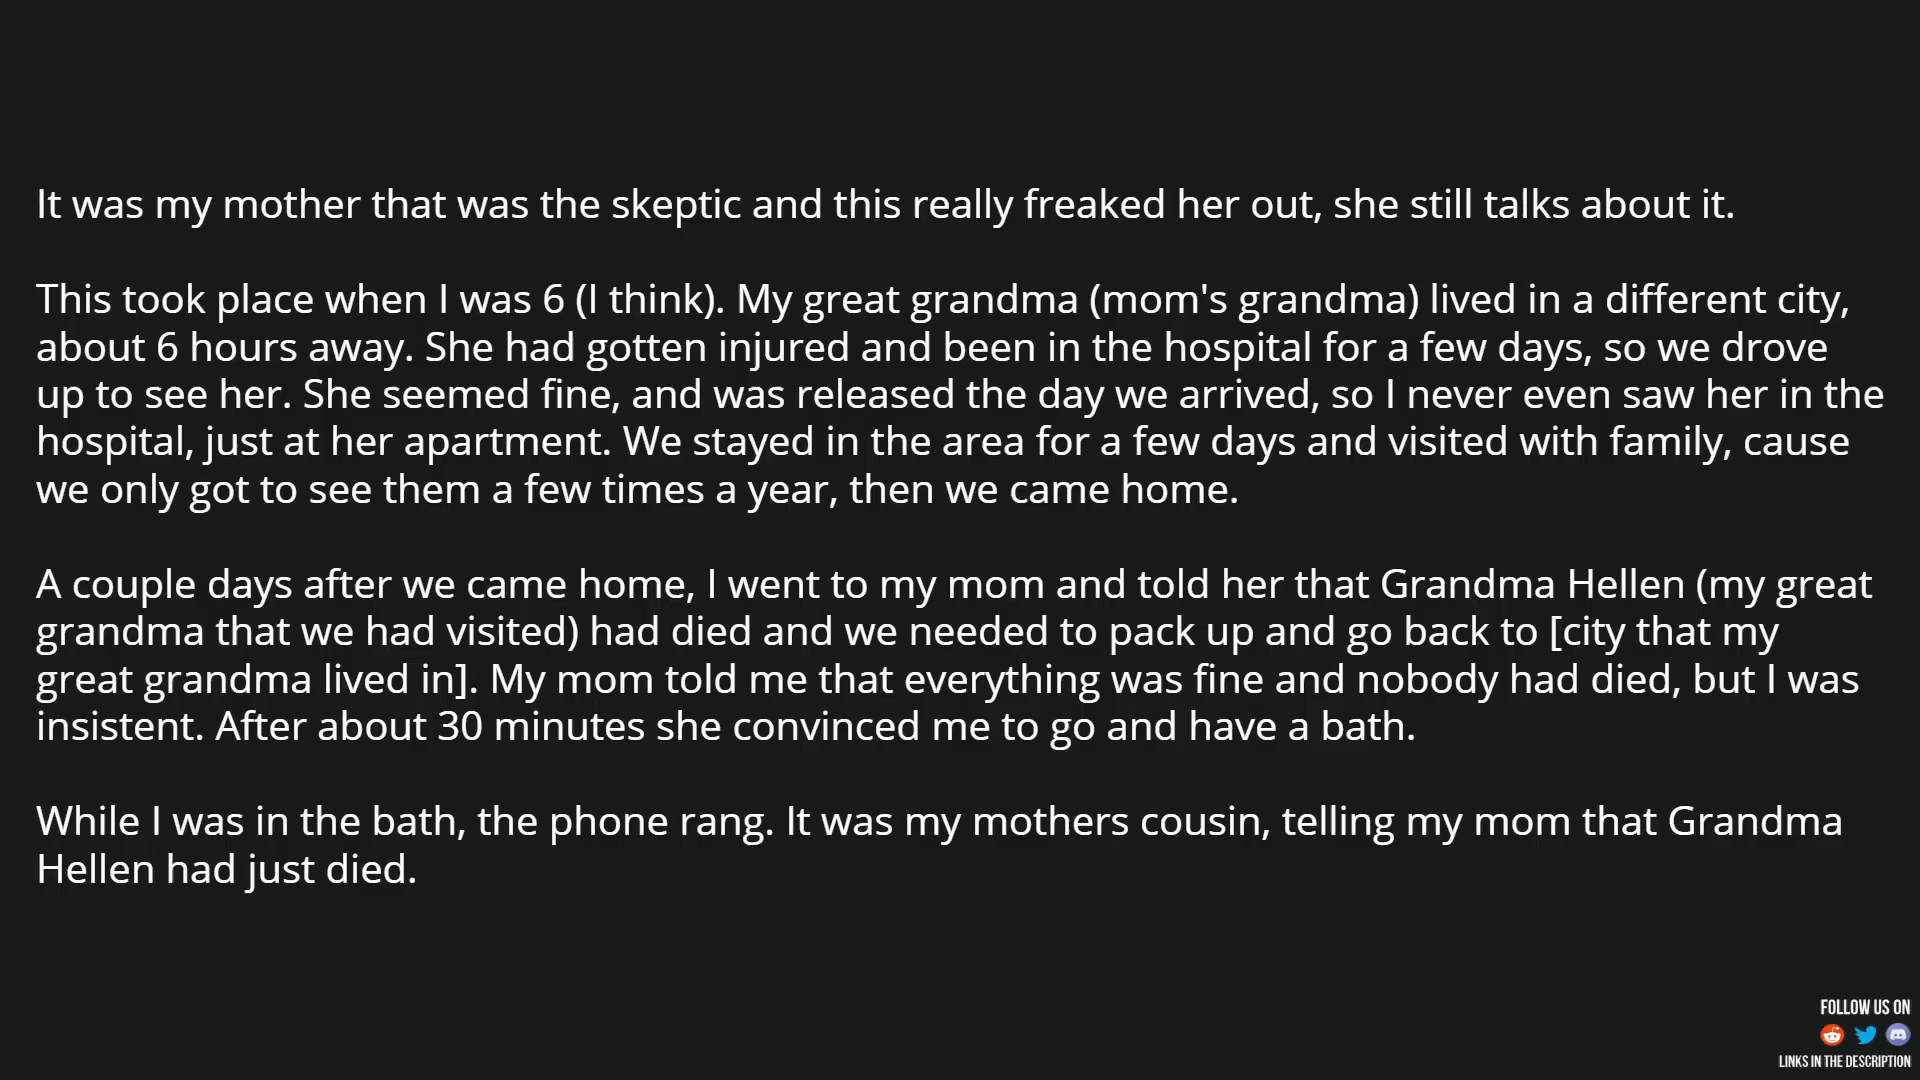 It was my mother that was the skeptic and this really freaked her out, she still talks about it.
This took place when I was 6 (I think). My great grandma (mom's grandma) lived in a different city,
about 6 hours away. She had gotten injured and been in the hospital for a few days, so we drove
up to see her. She seemed fine, and was released the day we arrived, so I never even saw her in the
hospital, just at her apartment. We stayed in the area for a few days and visited with family, cause
we only got to see them a few times a year, then we came home.
A couple days after we came home, I went to my mom and told her that Grandma Hellen (my great
grandma that we had visited) had died and we needed to pack up and go back to [city that my
great grandma lived in]. My mom told me that everything was fine and nobody had died, but I was
insistent. After about 30 minutes she convinced me to go and have a bath.
While I was in the bath, the phone rang. It was my mothers cousin, telling my mom that Grandma
Hellen had just died.
FOLLOW US ON
LINKS IN THE DESCRIPTION